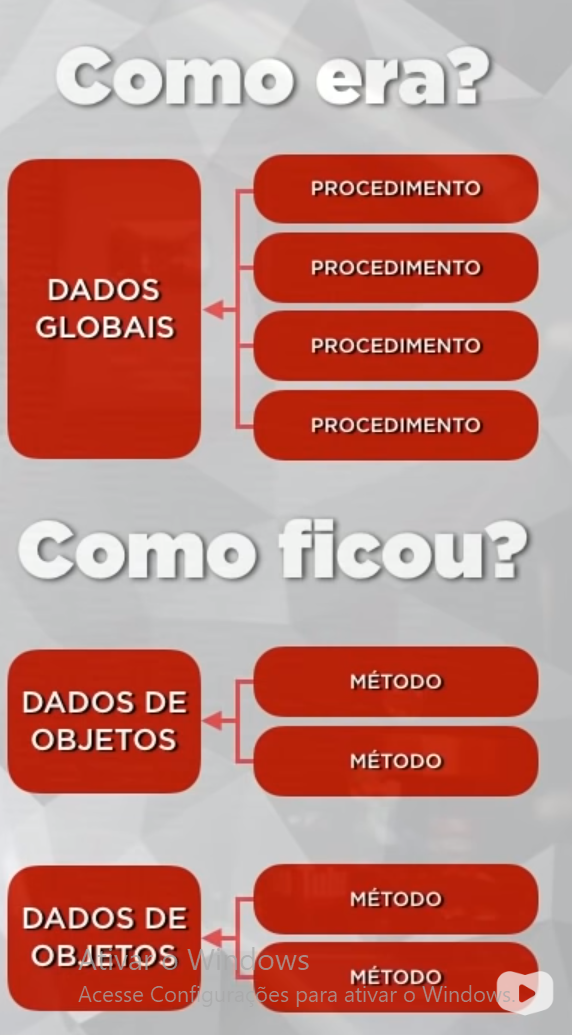 Como era?
DADOS
GLOBAIS
PROCEDIMENTO
PROCEDIMENTO
PROCEDIMENTO
PROCEDIMENTO
Como ficou?
DADOS DE
OBJETOS
MÉTODO
MÉTODO
DADOS DE
OBJETOS
MÉTODO
MÉTODO
Ativar o Windows
Acesse Configurações para ativar o Windows.